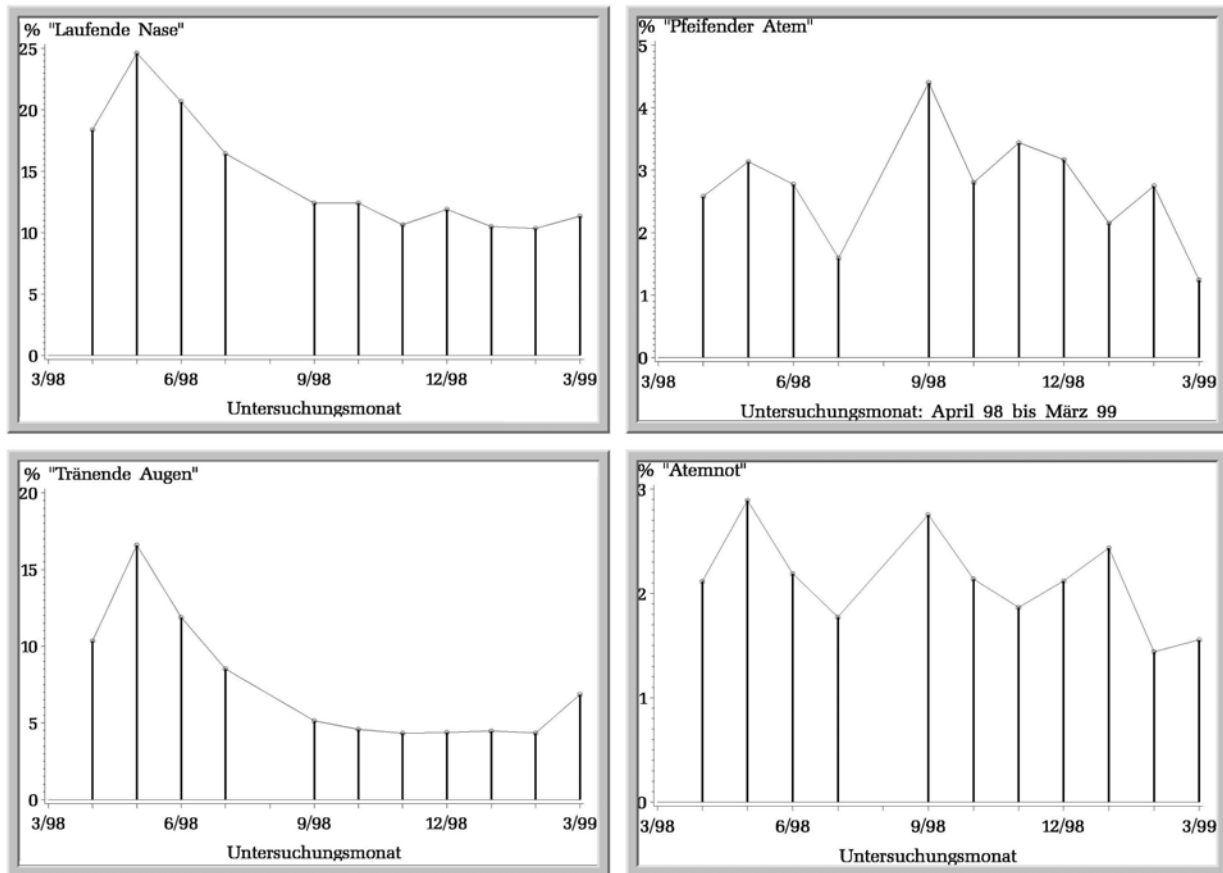 % "Laufende Nase"
25
20
15
10
5
0
3/98 6/98 9/98 12/98 3/99
Untersuchungsmonat
% "Pfeifender Atem"
5
4
3
2
1
0
3/98 6/98 9/98 12/98 3/99
Untersuchungsmonat: April 98 bis März 99
% "Tränende Augen"
20
15
10
5
0
3/98 6/98 9/98 12/98 3/99
Untersuchungsmonat
% "Atemnot"
3
2
1
0
3/98 6/98 9/98 12/98 3/99
Untersuchungsmonat